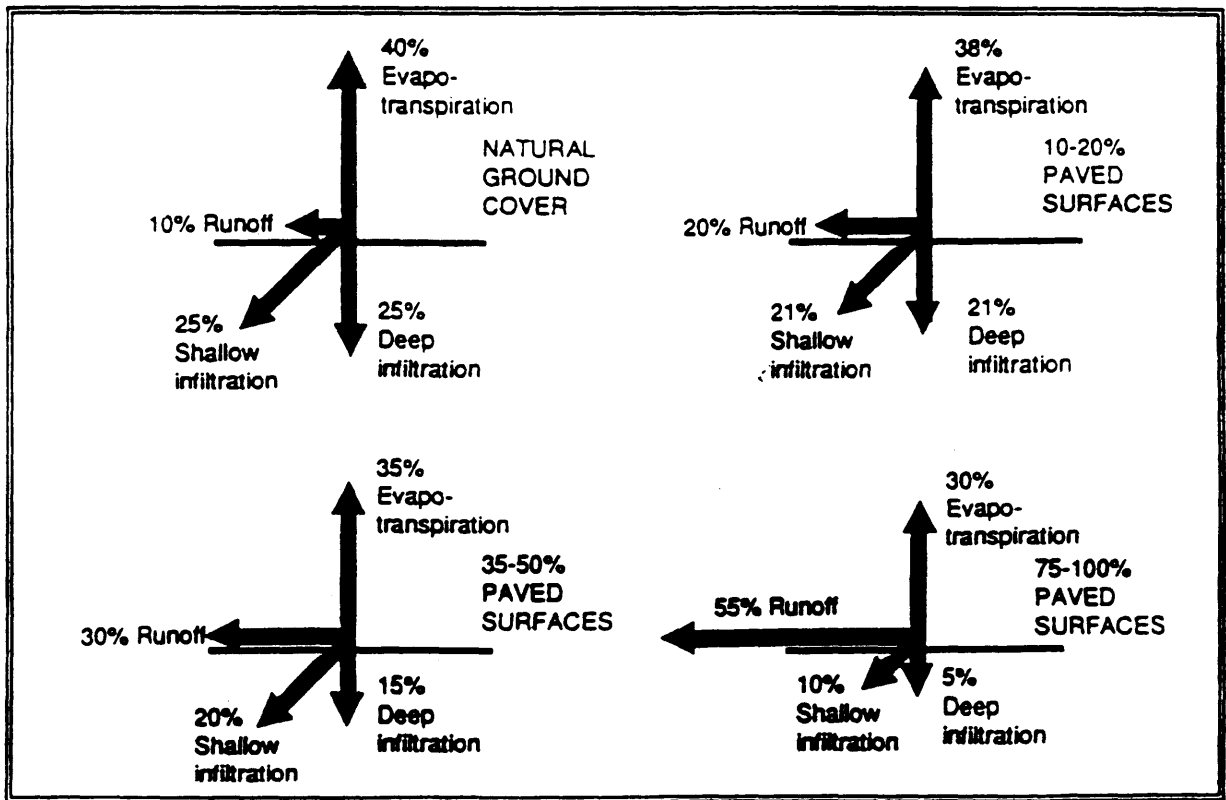 40%
Evapo-
transpiration
NATURAL
GROUND
COVER
10% Runoff
25%
Shallow
infiltration
25%
Deep
infiltration
38%
Evapo-
transpiration
10-20%
PAVED
SURFACES
20% Runoff
21%
Shallow
infiltration
21%
Deep
infiltration
35%
Evapo-
transpiration
35-50%
PAVED
SURFACES
30% Runoff
20%
Shallow
infiltration
15%
Deep
infiltration
30%
Evapo-
transpiration
75-100%
PAVED
SURFACES
55% Runoff
10%
Shallow
infiltration
5%
Deep
infiltration